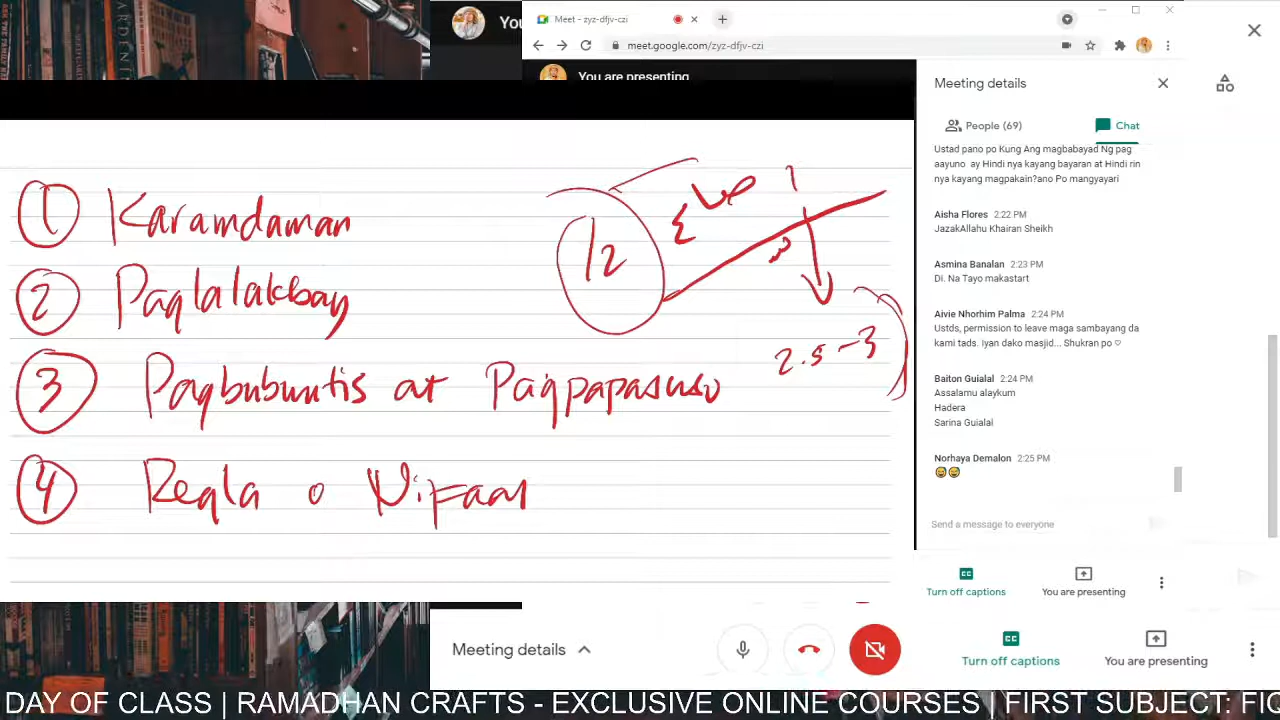 You
Meet - zyz-dfjv-czi
meet.google.com/zyz-dfjv-czi
You are presenting
Meeting details
People (69)
Chat
Ustad pano po Kung Ang magbabayad Ng pag
aayuno ay Hindi nya kayang bayaran at Hindi rin
nya kayang magpakain?ano Po mangyayari
Aisha Flores 2:22 PM
JazakAllahu Khairan Sheikh
Asmina Banalan 2:23 PM
Di. Na Tayo makastart
Aivie Nhorhim Palma 2:24 PM
Ustds, permission to leave maga sambayang da
kami tads. Iyan dako masjid... Shukran po ♡
Baiton Guialal 2:24 PM
Assalamu alaykum
Hadera
Sarina Guialal
Norhaya Demalon 2:25 PM
😅😅
Send a message to everyone
Turn off captions
You are presenting
1 Karamdaman
2 Paglalakbay
3 Pagbubuntis at Pagpapasuso
4 Regla o Nifaas
12
2.5 - 3
Meeting details
Turn off captions
You are presenting
DAY OF CLASS | RAMADHAN CRAFTS - EXCLUSIVE ONLINE COURSES | FIRST SUBJECT: FIQ